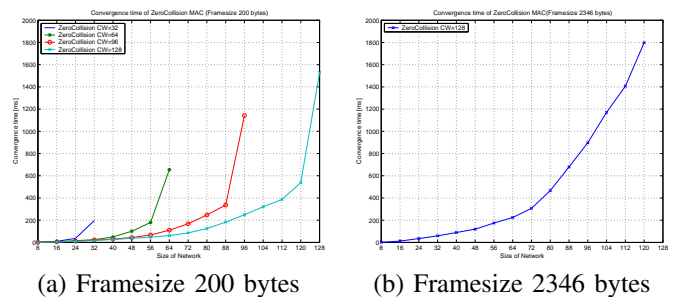 Convergence time of ZeroCollision MAC (Framesize 200 bytes)
2000
1800
1600
1400
1200
1000
800
600
400
200
0
Convergence time [ms]
ZeroCollision CW=32
ZeroCollision CW=64
ZeroCollision CW=96
ZeroCollision CW=128
8 16 24 32 40 48 56 64 72 80 88 96 104 112 120 128
Size of Network
(a) Framesize 200 bytes
Convergence time of ZeroCollision MAC(Framesize 2346 bytes)
2000
1800
1600
1400
1200
1000
800
600
400
200
0
Convergence time [ms]
ZeroCollision CW=128
8 16 24 32 40 48 56 64 72 80 88 96 104 112 120 128
Size of Network
(b) Framesize 2346 bytes